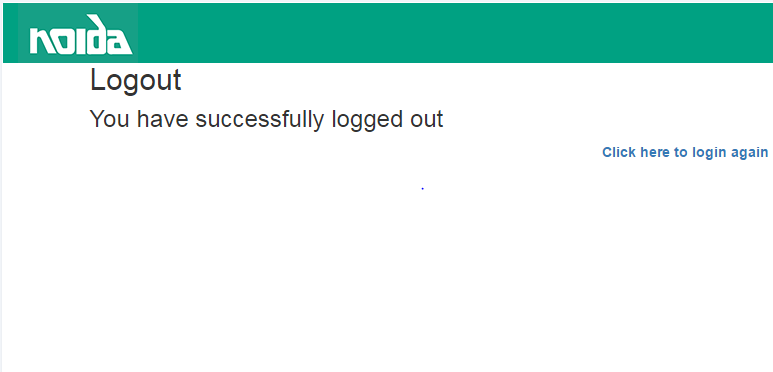 noida
Logout
You have successfully logged out
Click here to login again